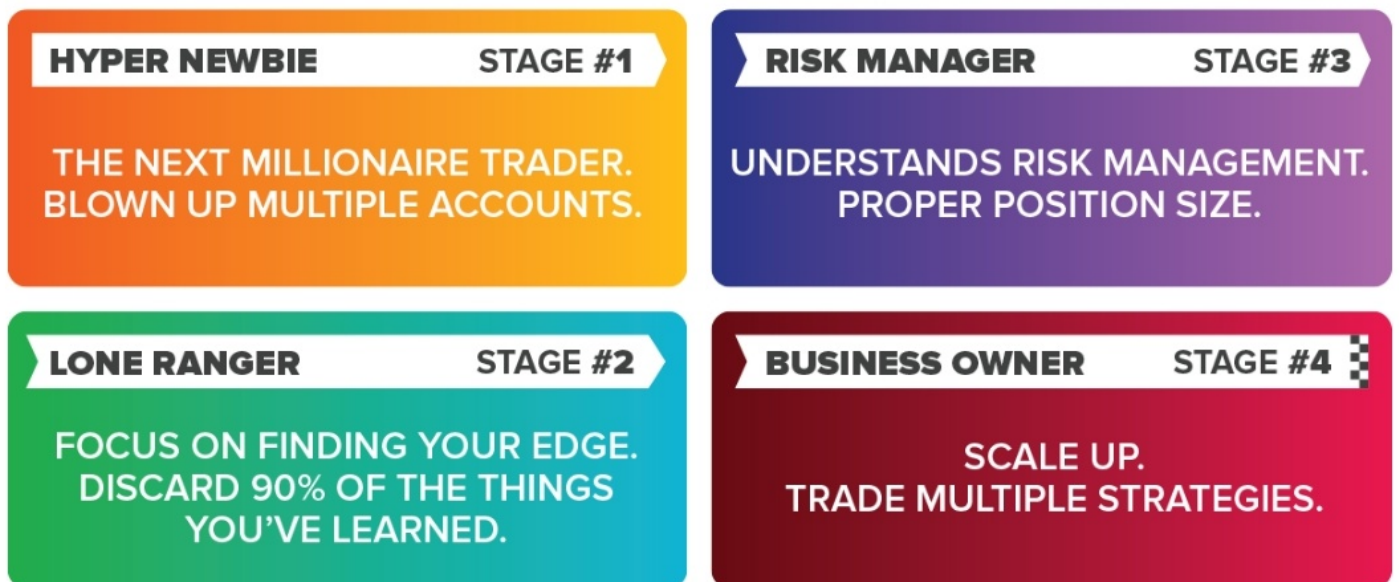 HYPER NEWBIE STAGE #1
THE NEXT MILLIONAIRE TRADER.
BLOWN UP MULTIPLE ACCOUNTS.
LONE RANGER STAGE #2
FOCUS ON FINDING YOUR EDGE.
DISCARD 90% OF THE THINGS
YOU'VE LEARNED.
RISK MANAGER STAGE #3
UNDERSTANDS RISK MANAGEMENT.
PROPER POSITION SIZE.
BUSINESS OWNER STAGE #4
SCALE UP.
TRADE MULTIPLE STRATEGIES.